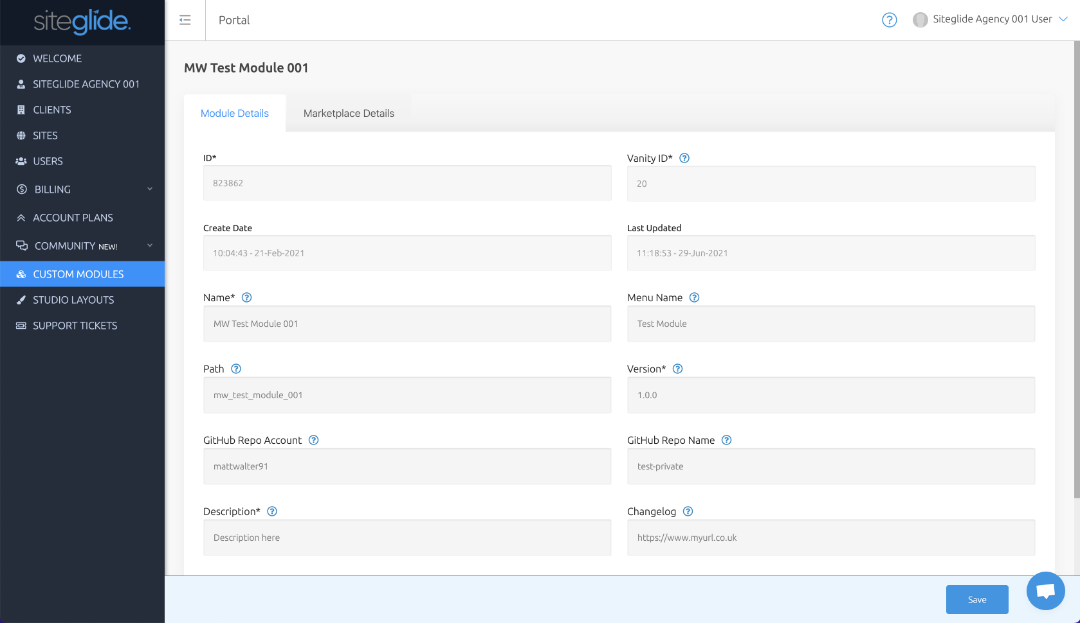 siteglide.
Portal
Siteglide Agency 001 User
WELCOME
SITEGLIDE AGENCY 001
CLIENTS
SITES
USERS
BILLING
ACCOUNT PLANS
COMMUNITY NEW!
CUSTOM MODULES
STUDIO LAYOUTS
SUPPORT TICKETS
MW Test Module 001
Module Details
Marketplace Details
ID*
Vanity ID*
823862
20
Create Date
Last Updated
10:04:43 - 21-Feb-2021
11:18:53 - 29-Jun-2021
Name*
Menu Name
MW Test Module 001
Test Module
Path
Version*
mw_test_module_001
1.0.0
GitHub Repo Account
GitHub Repo Name
mattwalter91
test-private
Description*
Changelog
Description here
https://www.myurl.co.uk
Save